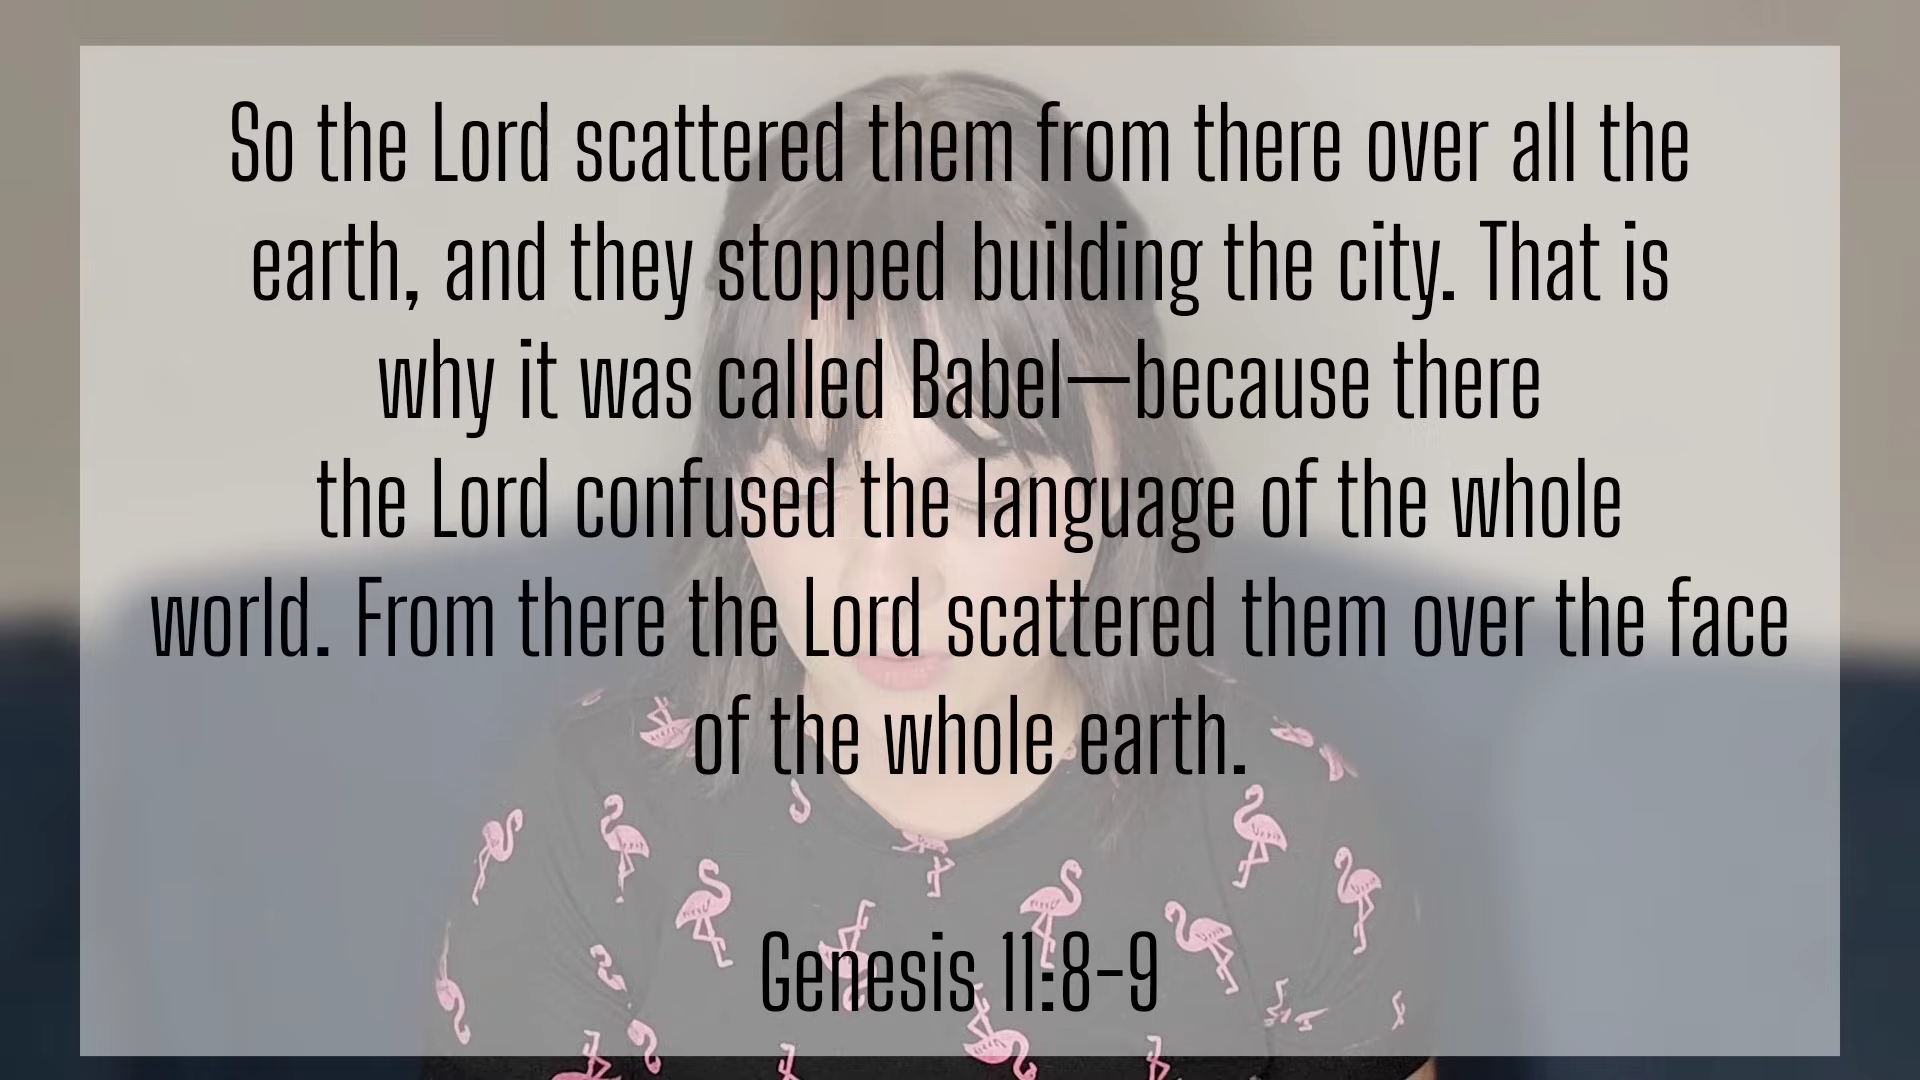 So the Lord scattered them from there over all the
earth, and they stopped building the city. That is
why it was called Babel—because there
the Lord confused the language of the whole
world. From there the Lord scattered them over the face
of the whole earth.
Genesis 11:8-9